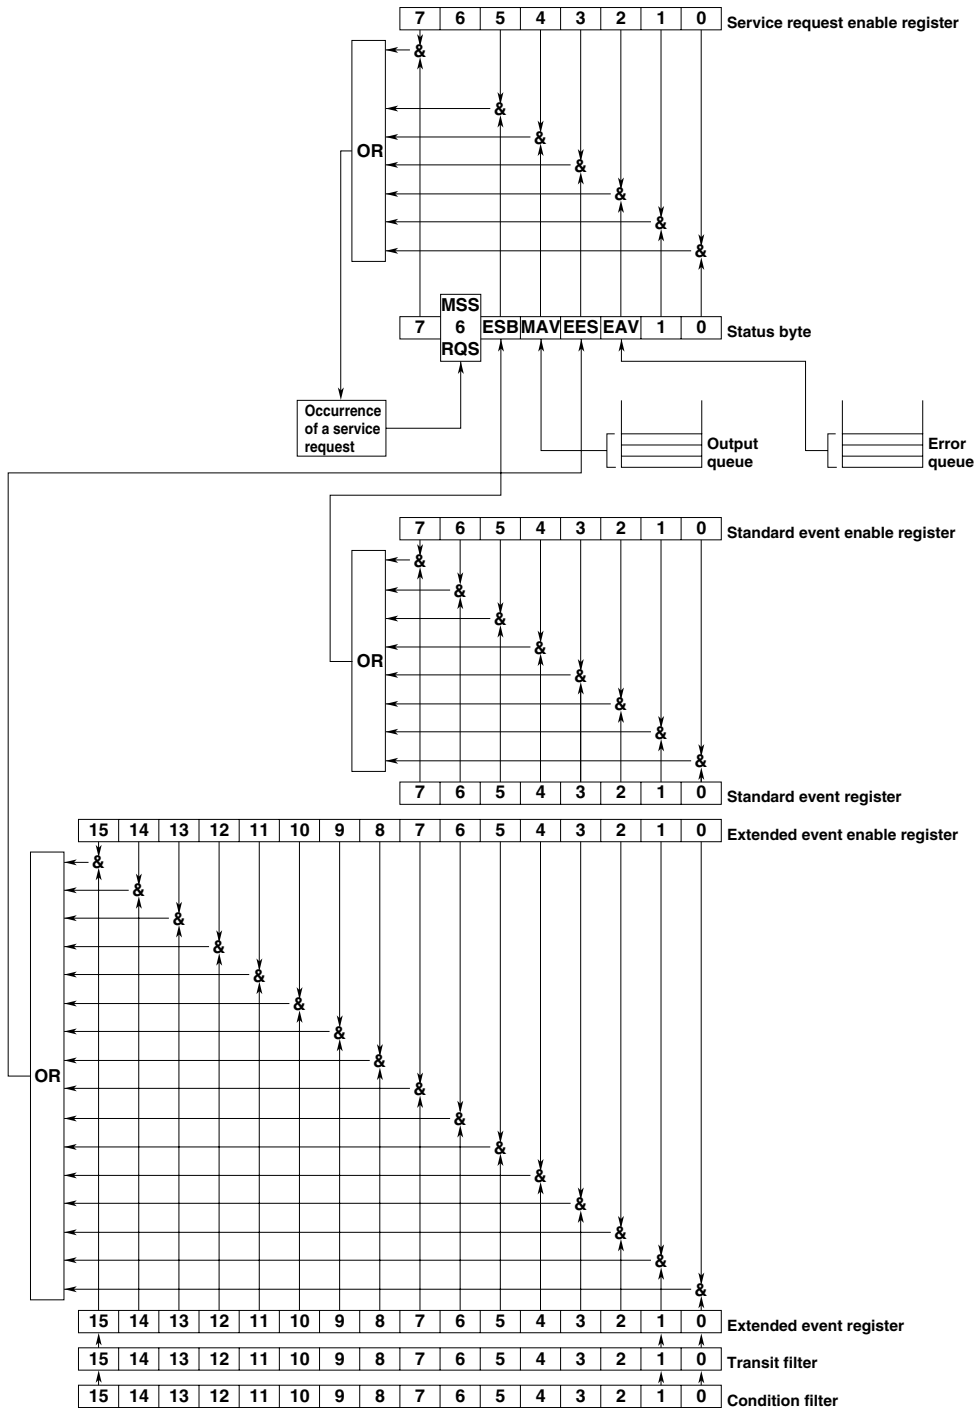 7 6 5 4 3 2 1 0 Service request enable register
&
&
&
OR
&
&
&
&
MSS
7 6 ESB MAV EES EAV 1 0 Status byte
RQS
Occurrence
of a service
request
Output
queue
Error
queue
7 6 5 4 3 2 1 0 Standard event enable register
&
&
&
&
OR
&
&
&
&
7 6 5 4 3 2 1 0 Standard event register
15 14 13 12 11 10 9 8 7 6 5 4 3 2 1 0 Extended event enable register
&
&
&
&
&
&
&
&
OR
&
&
&
&
&
&
&
&
15 14 13 12 11 10 9 8 7 6 5 4 3 2 1 0 Extended event register
15 14 13 12 11 10 9 8 7 6 5 4 3 2 1 0 Transit filter
15 14 13 12 11 10 9 8 7 6 5 4 3 2 1 0 Condition filter